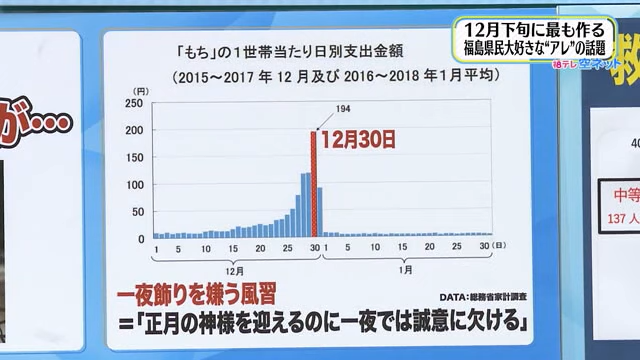 12月下旬に最も作る
福島県民大好きな“アレ”の話題
福テレ空ネット
が…
救
「もち」の1世帯当たり日別支出金額
（2015〜2017年12月及び2016〜2018年1月平均）
（円）
250
200
150
100
50
0
194
12月30日
1 5 10 15 20 25 30 1 5 10 15 20 25 30（日）
12月
1月
一夜飾りを嫌う風習
DATA:総務省家計調査
＝「正月の神様を迎えるのに一夜では誠意に欠ける」
40
中等
137人